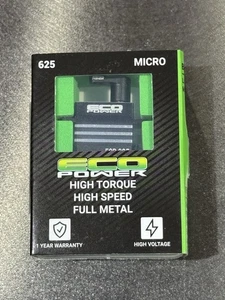 625 MICRO
ECO
POWER
HIGH TORQUE
HIGH SPEED
FULL METAL
1 YEAR WARRANTY HIGH VOLTAGE